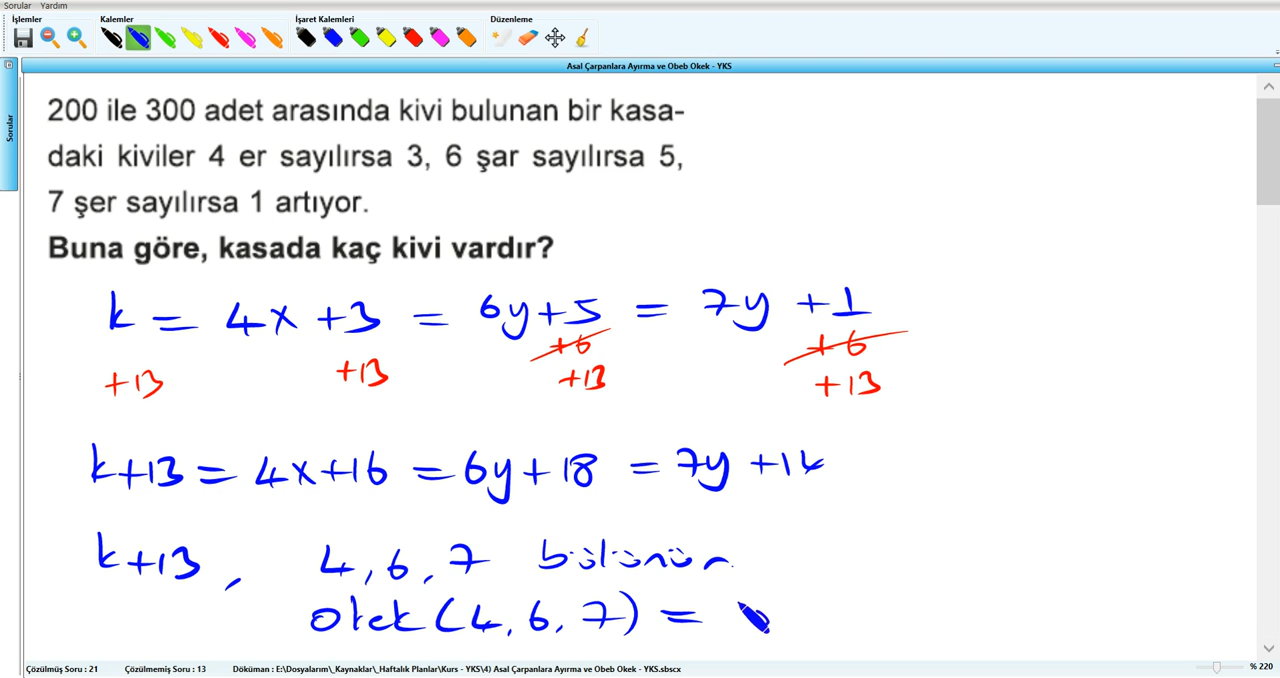 Sorular Yardım
İşlemler Kalemler İşaret Kalemleri Düzenleme
Asal Çarpanlara Ayırma ve Obeb Okek - YKS
Sorular
200 ile 300 adet arasında kivi bulunan bir kasa-
daki kiviler 4 er sayılırsa 3, 6 şar sayılırsa 5,
7 şer sayılırsa 1 artıyor.
Buna göre, kasada kaç kivi vardır?
k = 4x +3 = 6y+5 = 7y +1
+6 +6
+13 +13 +13 +13
k+13 = 4x+16 = 6y+18 = 7y +14
k+13, 4, 6, 7 bölünür
Okek (4, 6, 7) =
Çözülmüş Soru : 21 Çözülmemiş Soru : 13 Döküman : E:\Dosyalarım\_Kaynaklar\_Haftalık Planlar\Kurs - YKS\4) Asal Çarpanlara Ayırma ve Obeb Okek - YKS.sbscx % 220